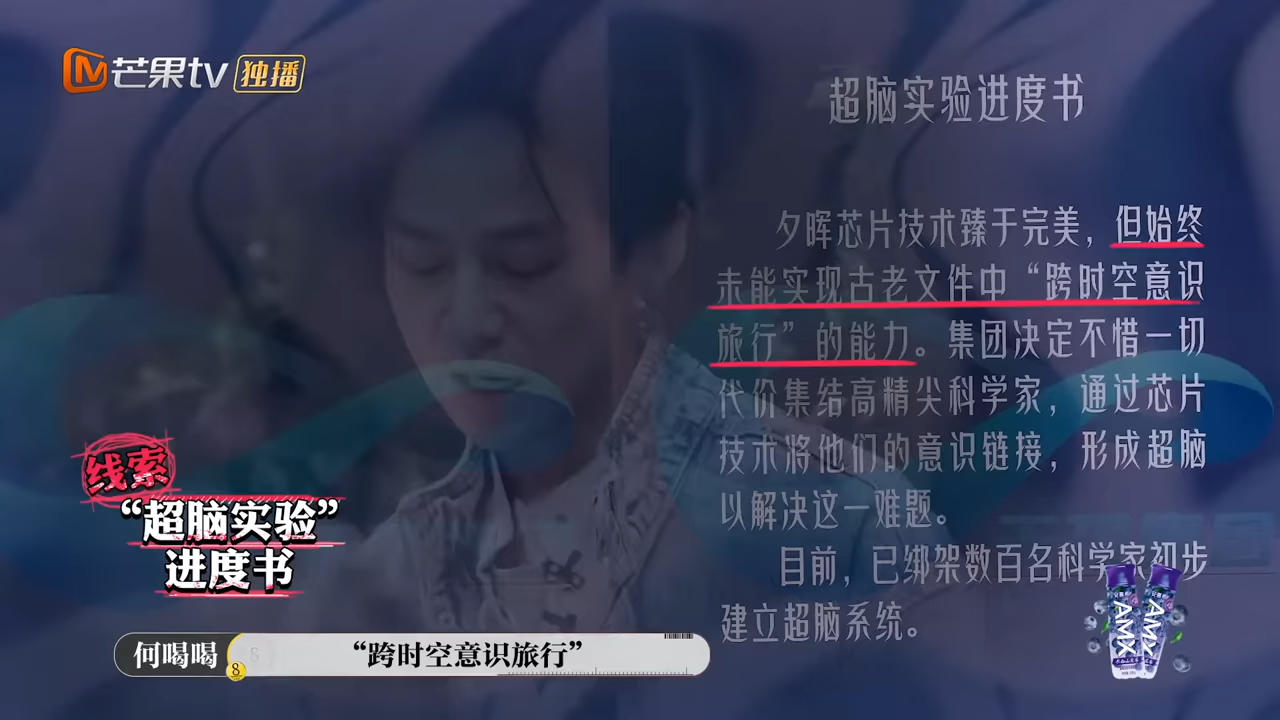 芒果tv 独播
超脑实验进度书
夕晖芯片技术臻于完美，但始终
未能实现古老文件中“跨时空意识
旅行”的能力。集团决定不惜一切
代价集结高精尖科学家，通过芯片
技术将他们的意识链接，形成超脑
以解决这一难题。
目前，已绑架数百名科学家初步
建立超脑系统。
线索
“超脑实验”
进度书
何喝喝 8 “跨时空意识旅行”
AMX AMX